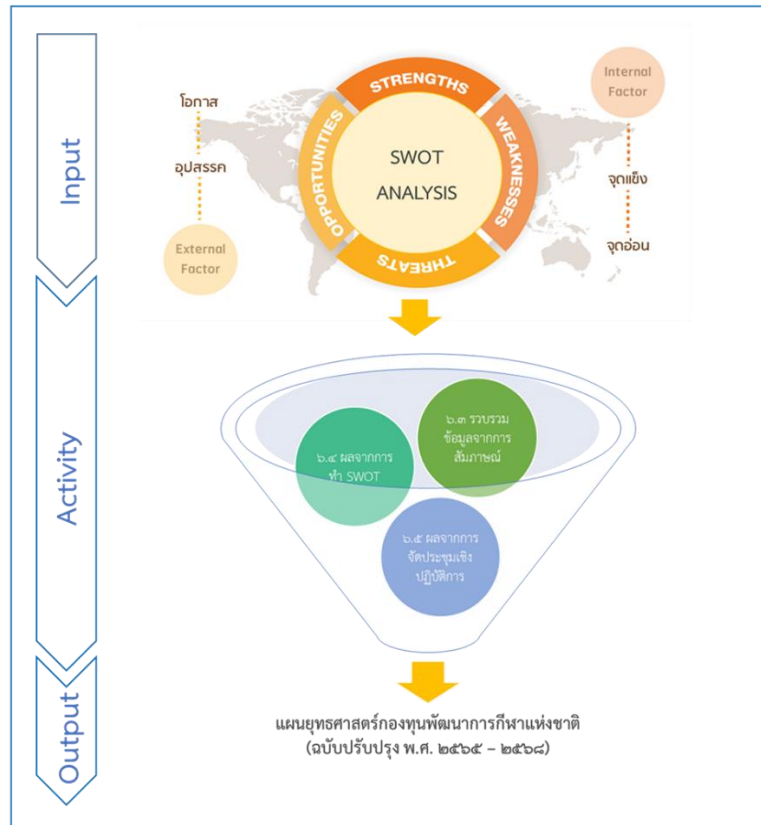 Input
โอกาส
อุปสรรค
External
Factor
STRENGTHS
OPPORTUNITIES
SWOT
ANALYSIS
WEAKNESSES
THREATS
Internal
Factor
จุดแข็ง
จุดอ่อน
Activity
๖.๓ รวบรวม
ข้อมูลจากการ
สัมภาษณ์
๖.๔ ผลจากการ
ทำ SWOT
๖.๕ ผลจากการ
จัดประชุมเชิง
ปฏิบัติการ
Output
แผนยุทธศาสตร์กองทุนพัฒนาการกีฬาแห่งชาติ
(ฉบับปรับปรุง พ.ศ. ๒๕๖๕ – ๒๕๖๘)